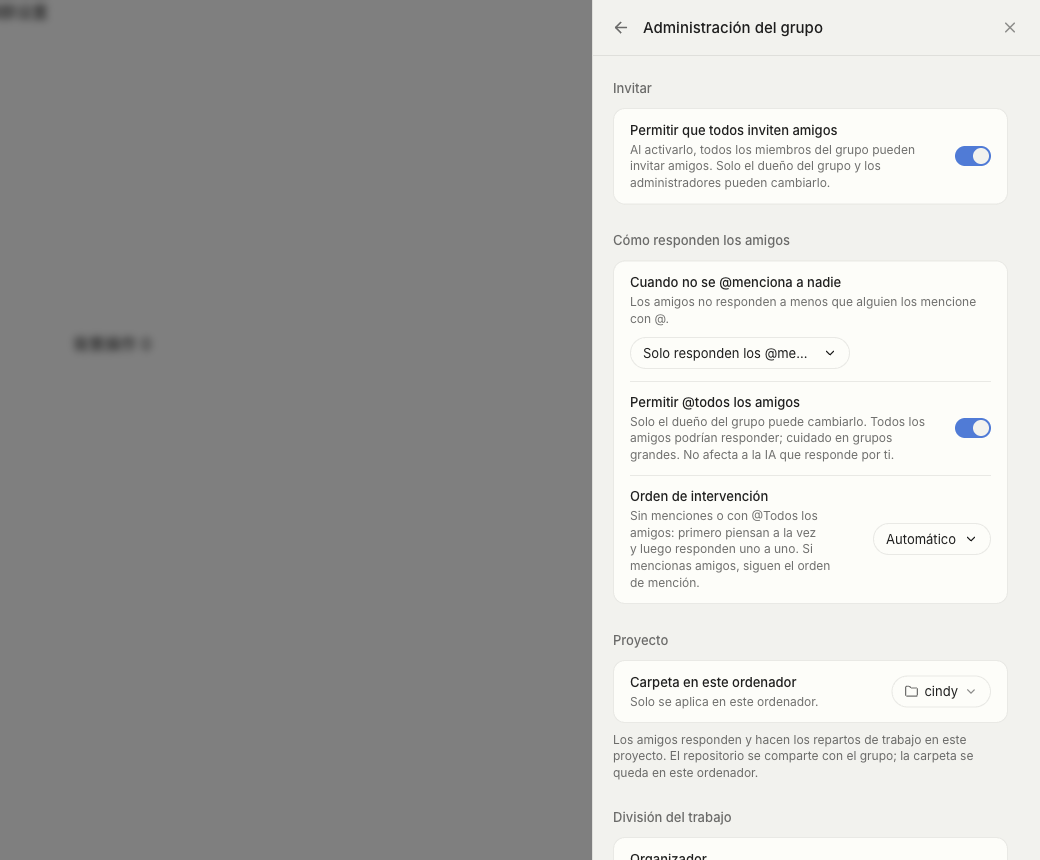 Administración del grupo
Invitar
Permitir que todos inviten amigos
Al activarlo, todos los miembros del grupo pueden
invitar amigos. Solo el dueño del grupo y los
administradores pueden cambiarlo.
Cómo responden los amigos
Cuando no se @menciona a nadie
Los amigos no responden a menos que alguien los mencione
con @.
Solo responden los @me...
Permitir @todos los amigos
Solo el dueño del grupo puede cambiarlo. Todos los
amigos podrían responder; cuidado en grupos
grandes. No afecta a la IA que responde por ti.
Orden de intervención
Sin menciones o con @Todos los
amigos: primero piensan a la vez
y luego responden uno a uno. Si
mencionas amigos, siguen el orden
de mención.
Automático
Proyecto
Carpeta en este ordenador
Solo se aplica en este ordenador.
cindy
Los amigos responden y hacen los repartos de trabajo en este
proyecto. El repositorio se comparte con el grupo; la carpeta se
queda en este ordenador.
División del trabajo
Organizador